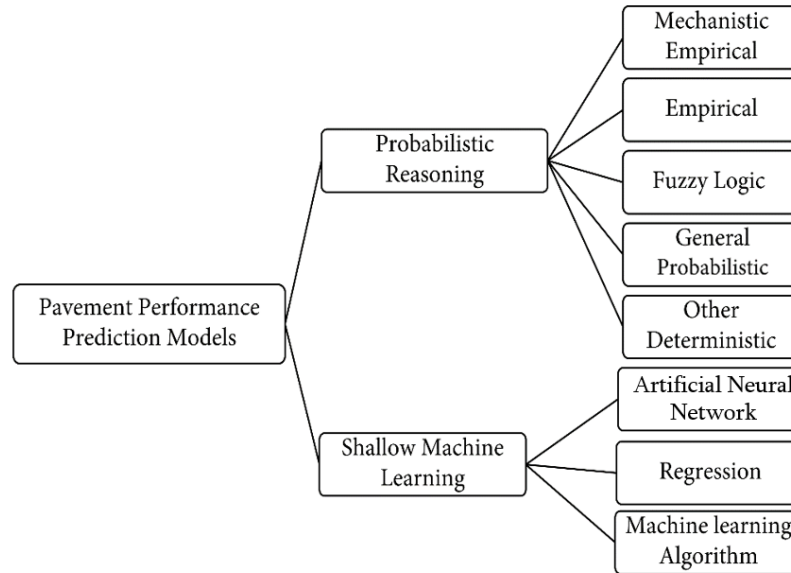 Pavement Performance
Prediction Models
Probabilistic
Reasoning
Mechanistic
Empirical
Empirical
Fuzzy Logic
General
Probabilistic
Other
Deterministic
Shallow Machine
Learning
Artificial Neural
Network
Regression
Machine learning
Algorithm